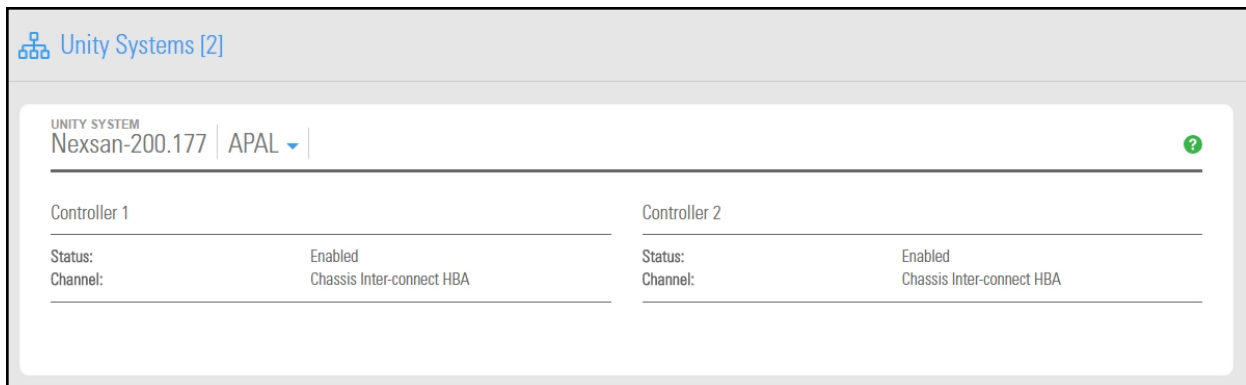 Unity Systems [2]
UNITY SYSTEM
Nexsan-200.177 APAL
?
Controller 1
Status: Enabled
Channel: Chassis Inter-connect HBA
Controller 2
Status: Enabled
Channel: Chassis Inter-connect HBA